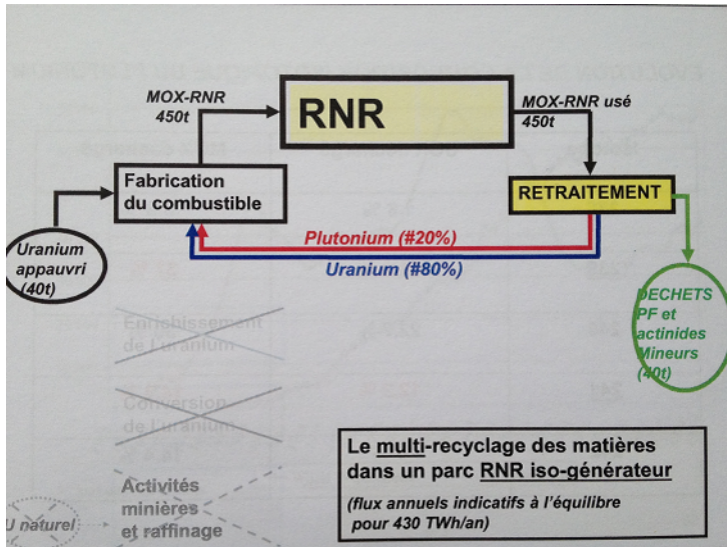 MOX-RNR
450t
RNR
MOX-RNR usé
450t
Fabrication
du combustible
RETRAITEMENT
Plutonium (#20%)
Uranium (#80%)
Uranium
appauvri
(40t)
DECHETS
PF et
actinides
Mineurs
(40t)
Enrichissement
de l'uranium
Conversion
de l'uranium
Activités
minières
et raffinage
U naturel
Le multi-recyclage des matières
dans un parc RNR iso-générateur
(flux annuels indicatifs à l'équilibre
pour 430 TWh/an)